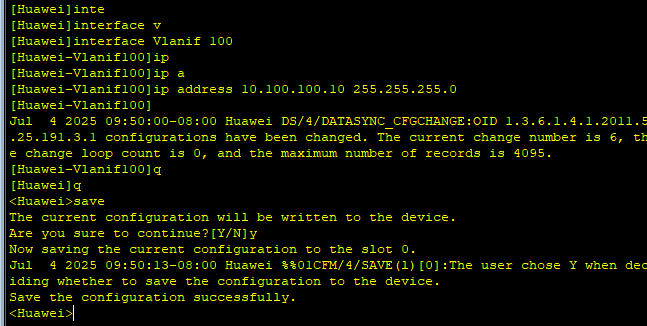 [Huawei]inte
[Huawei]interface v
[Huawei]interface Vlanif 100
[Huawei-Vlanif100]ip
[Huawei-Vlanif100]ip a
[Huawei-Vlanif100]ip address 10.100.100.10 255.255.255.0
[Huawei-Vlanif100]
Jul  4 2025 09:50:00-08:00 Huawei DS/4/DATASYNC_CFGCHANGE:OID 1.3.6.1.4.1.2011.5
.25.191.3.1 configurations have been changed. The current change number is 6, th
e change loop count is 0, and the maximum number of records is 4095.
[Huawei-Vlanif100]q
[Huawei]q
<Huawei>save
The current configuration will be written to the device.
Are you sure to continue?[Y/N]y
Now saving the current configuration to the slot 0.
Jul  4 2025 09:50:13-08:00 Huawei %%01CFM/4/SAVE(l)[0]:The user chose Y when dec
iding whether to save the configuration to the device.
Save the configuration successfully.
<Huawei>